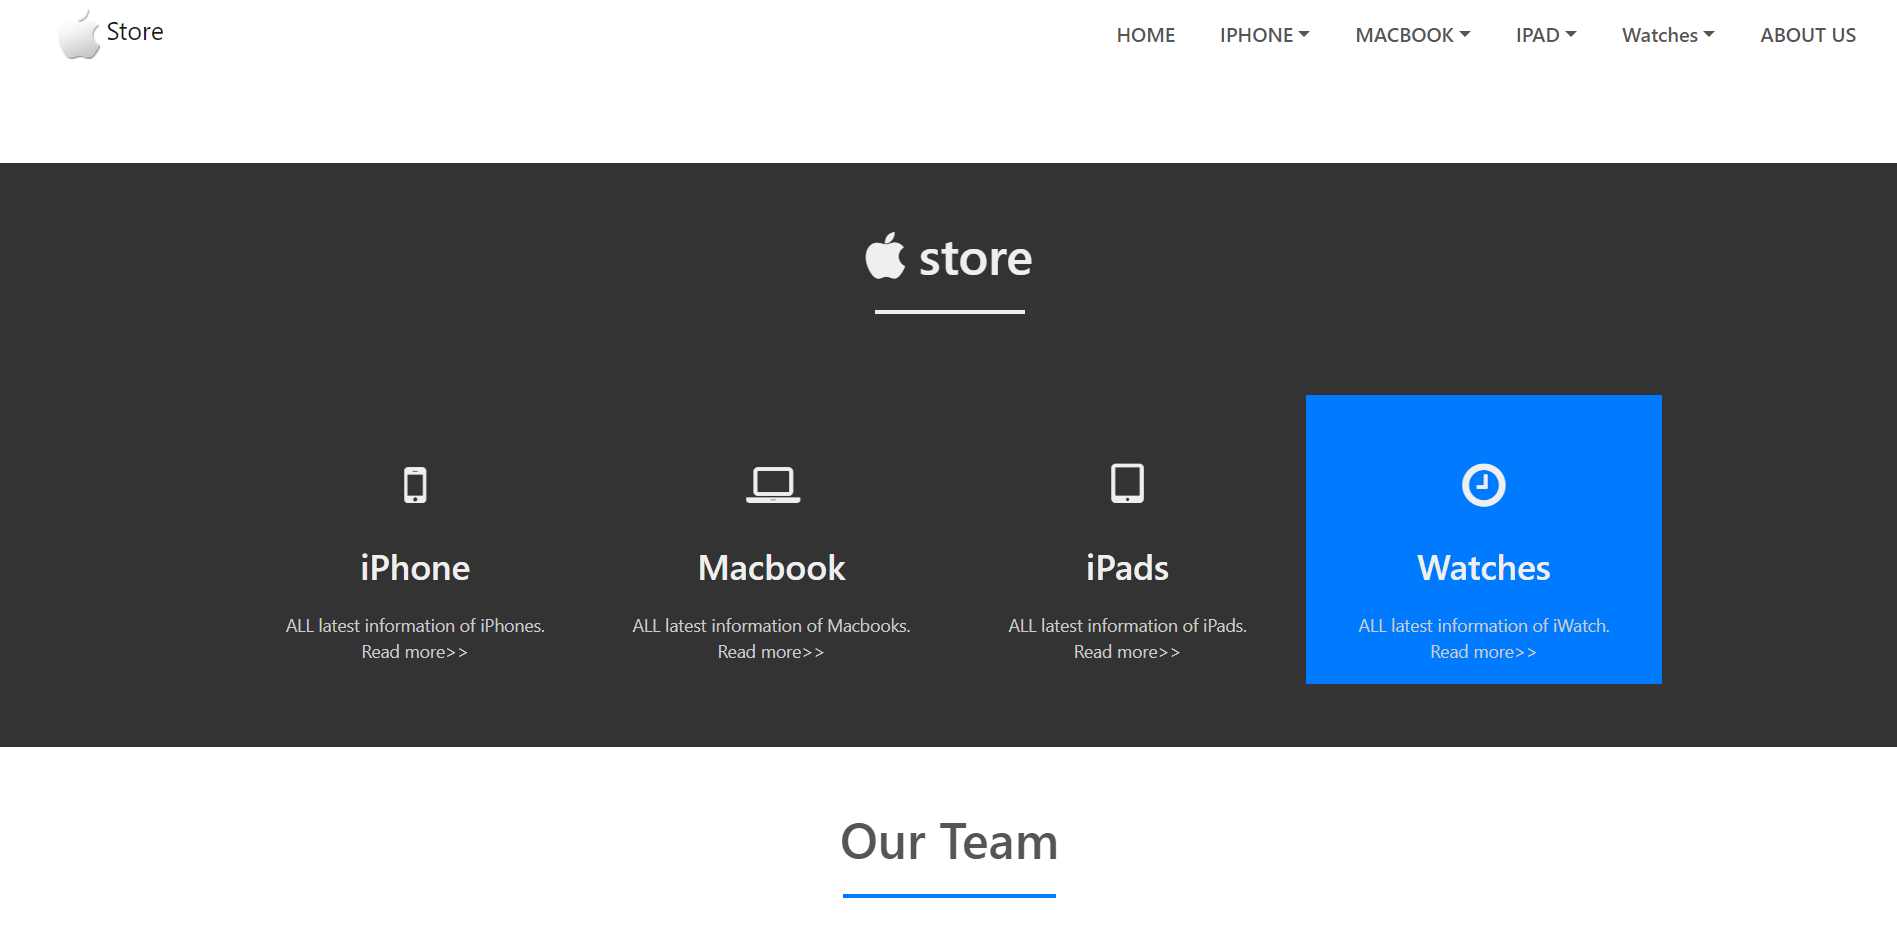 Store
HOME IPHONE MACBOOK IPAD Watches ABOUT US
store
iPhone
ALL latest information of iPhones.
Read more>>
Macbook
ALL latest information of Macbooks.
Read more>>
iPads
ALL latest information of iPads.
Read more>>
Watches
ALL latest information of iWatch.
Read more>>
Our Team